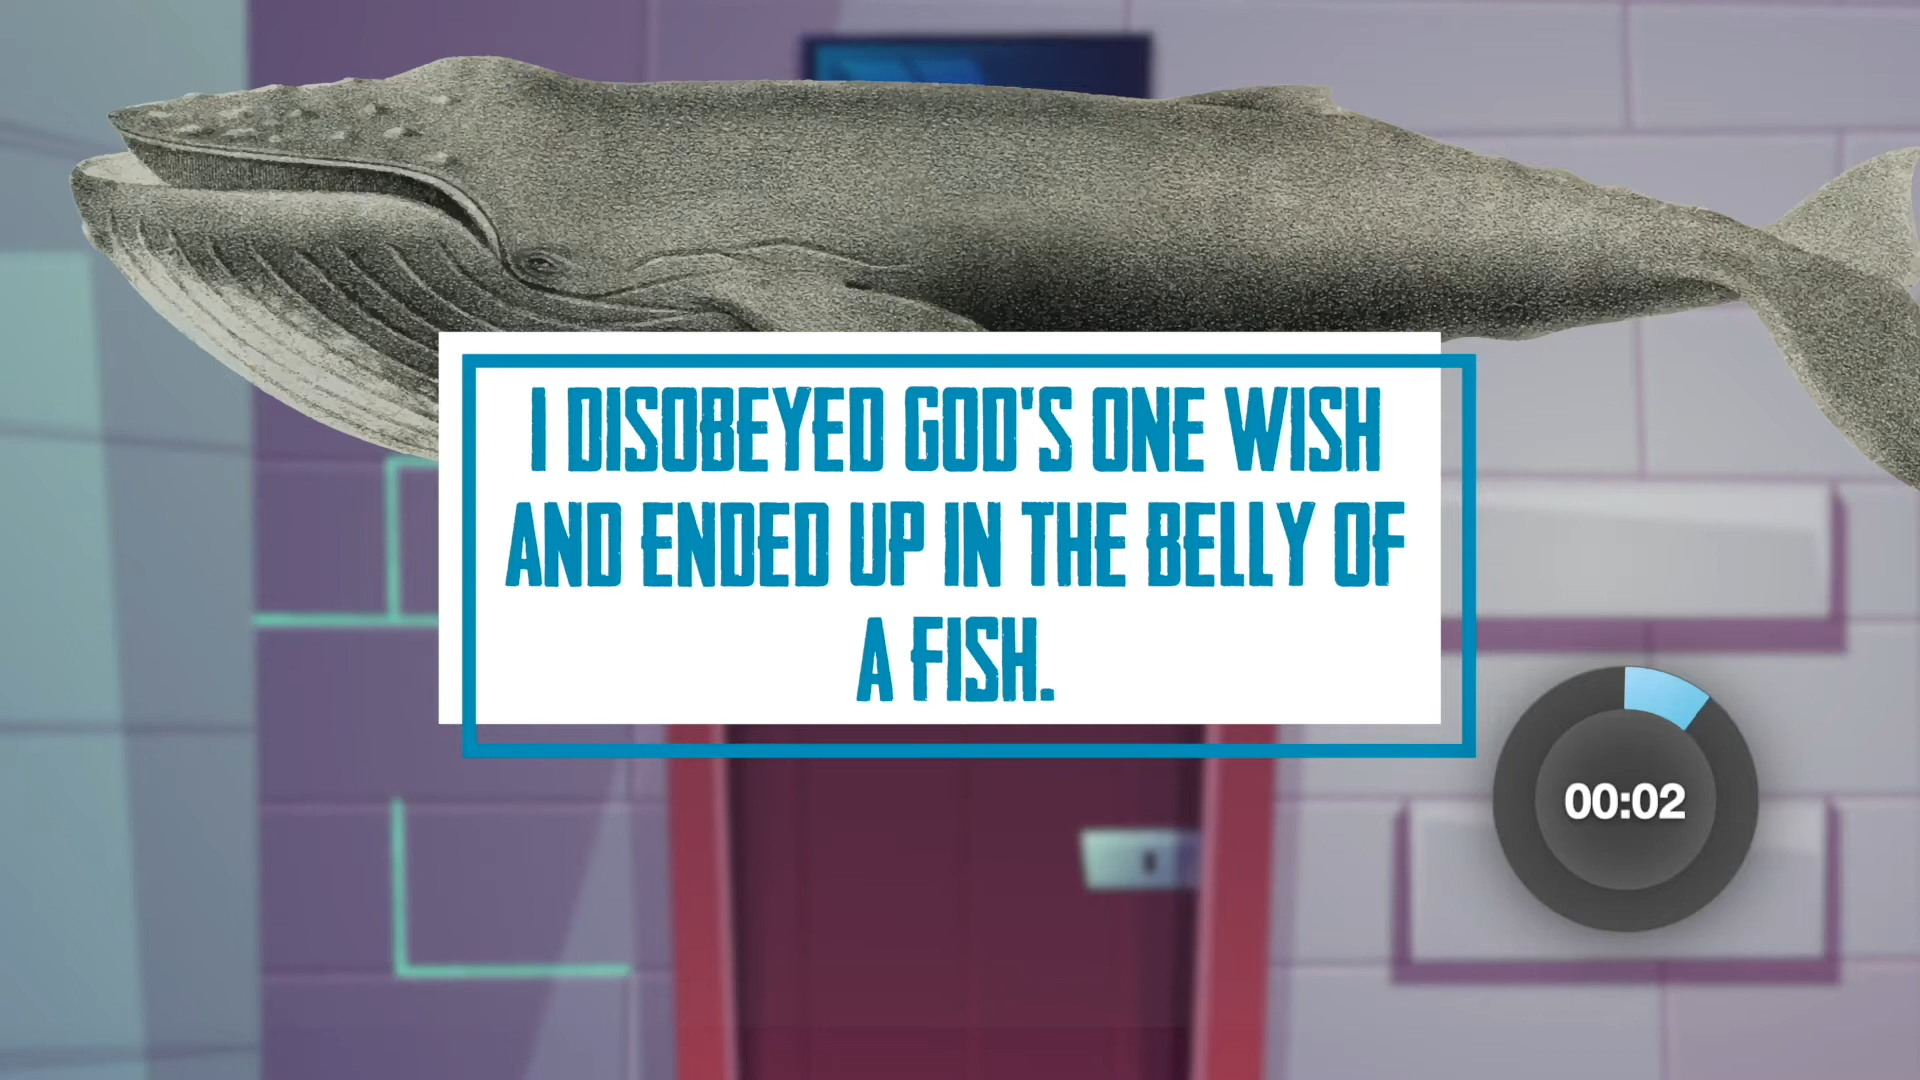 I DISOBEYED GOD'S ONE WISH
AND ENDED UP IN THE BELLY OF
A FISH.
00:02